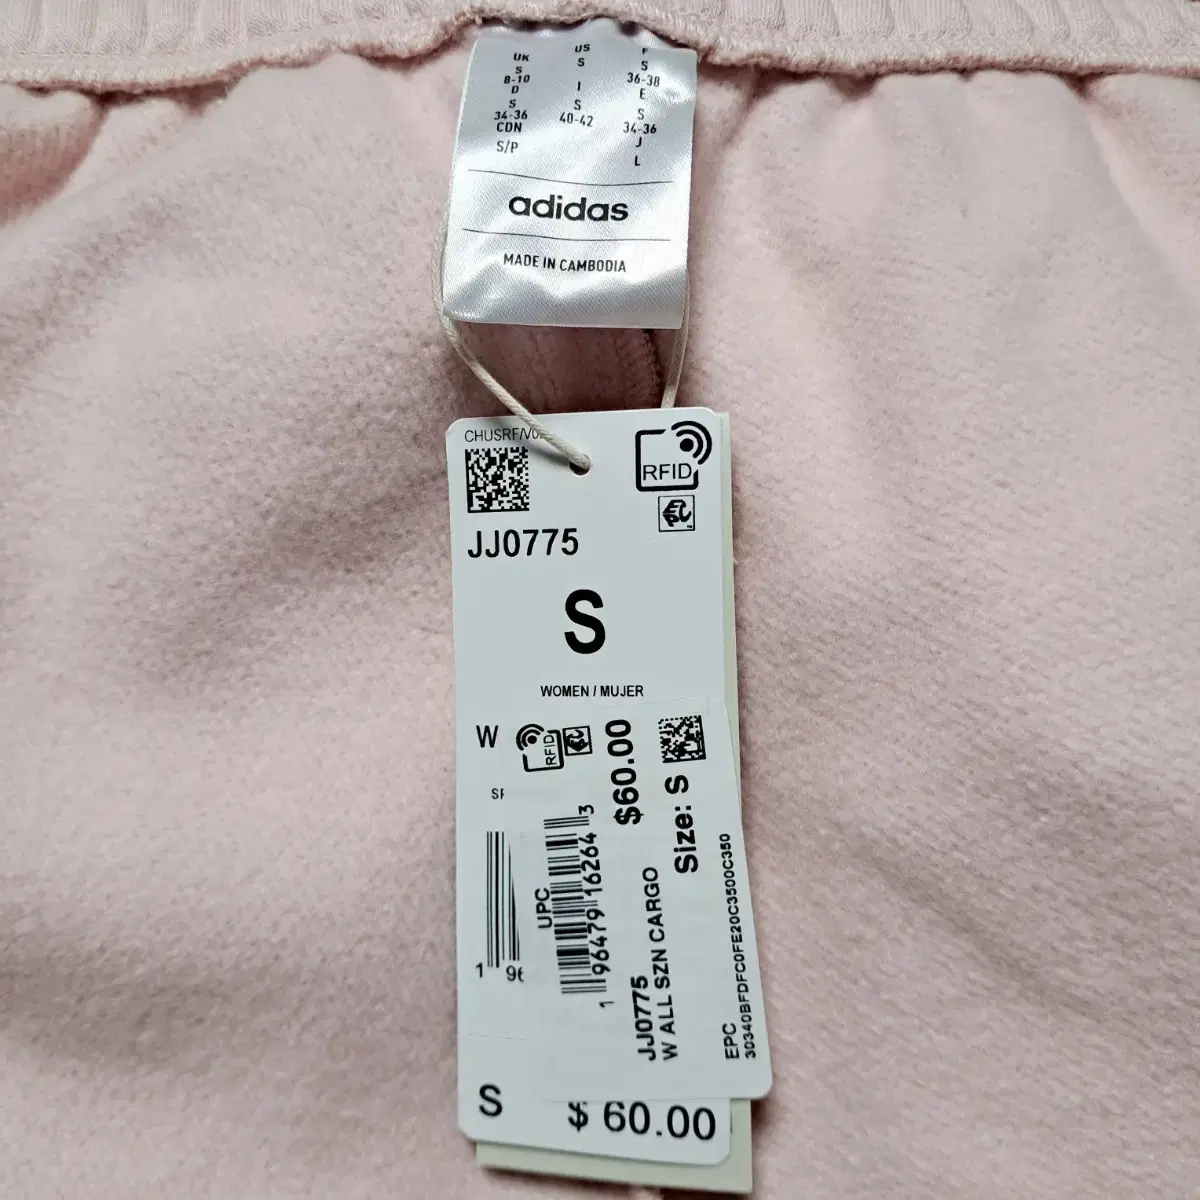 UK
S
8-10
D
S
34-36
CDN
S/P
US
S
I
S
40-42
F
S
36-38
E
S
34-36
J
L
adidas
MADE IN CAMBODIA
RFID
JJ0775
S
WOMEN / MUJER
W
RFID
$60.00
Size: S
UPC
1 96479 16264 3
JJ0775
W ALL SZN CARGO
EPC
30340BFDFC0FE20C3500C350
1 96
S
$ 60.00